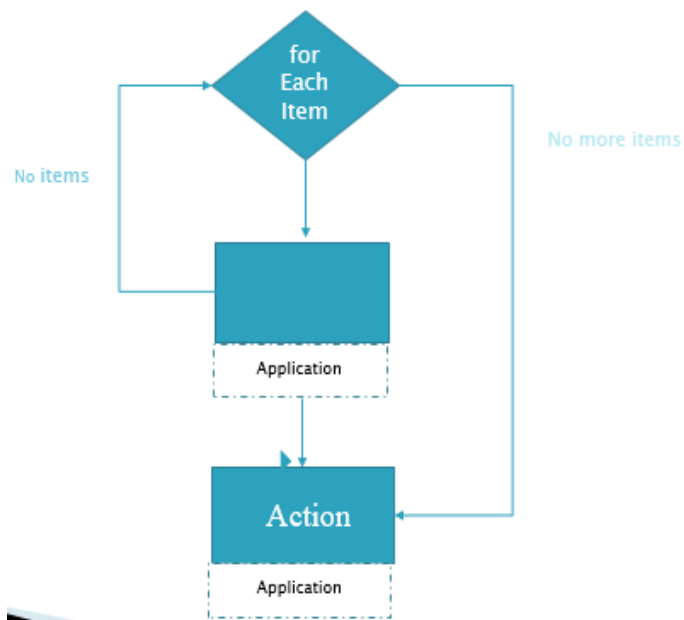 for
Each
Item
No more items
No items
Application
Action
Application